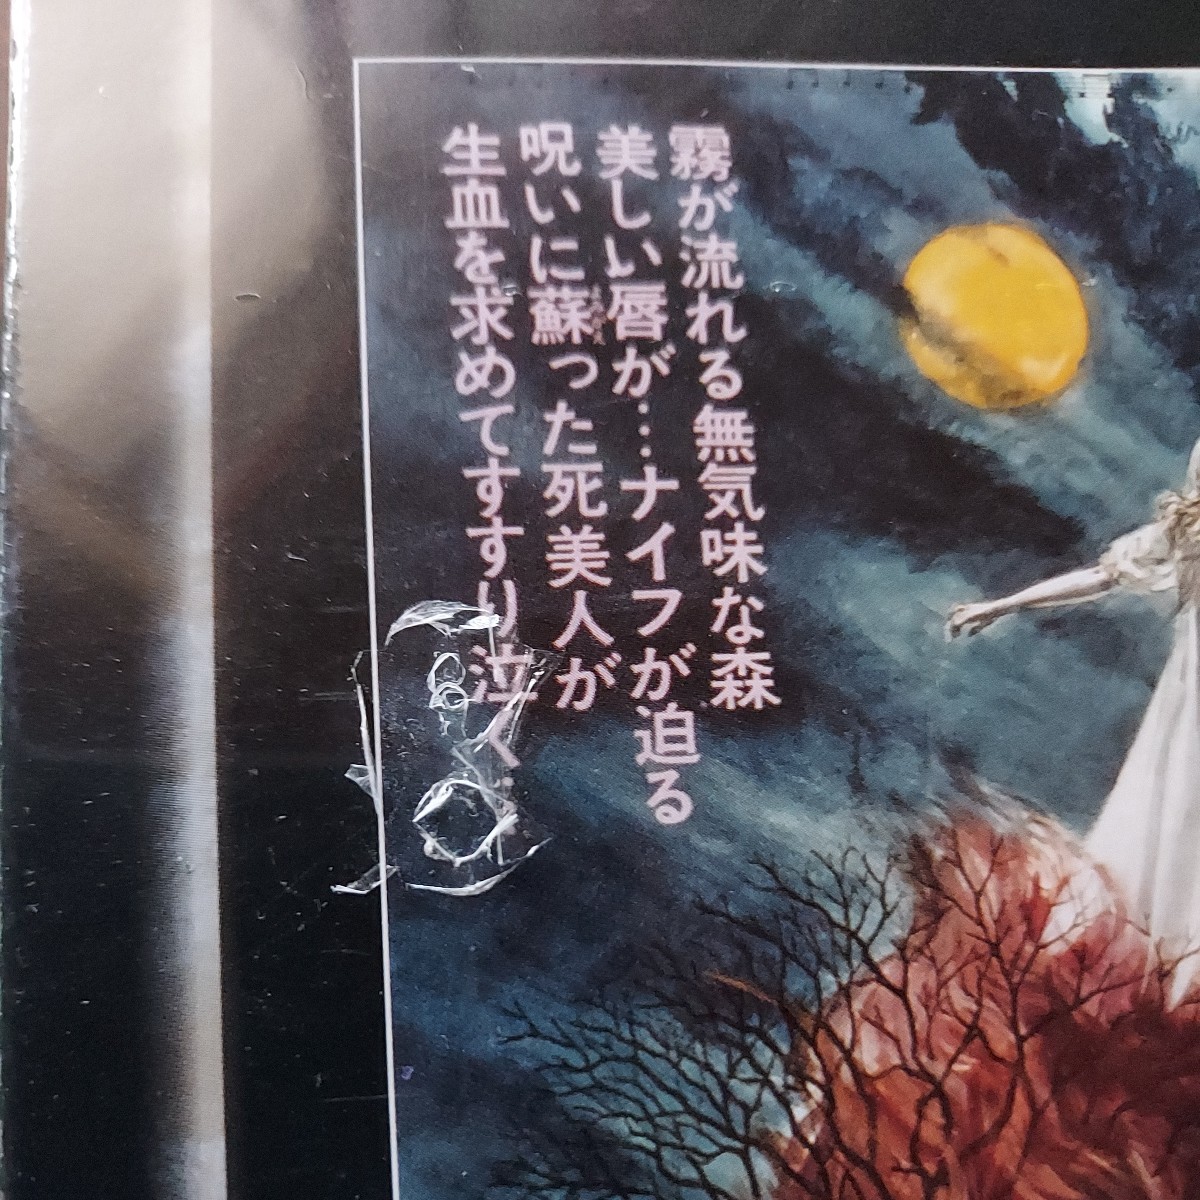 霧が流れる無気味な森
美しい唇が…ナイフが迫る
呪いに蘇った死美人が
生血を求めてすすり泣く…